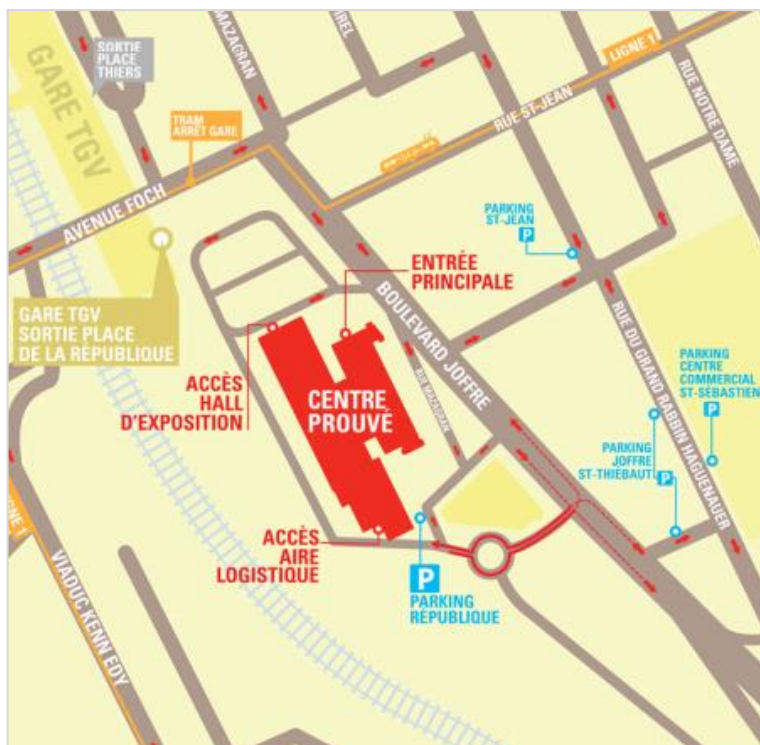 SORTIE
PLACE
THIERS
MAZAGRAN
GARE TGV
TRAM
ARRÊT GARE
LIGNE 1
RUE ST-JEAN
RUE NOTRE DAME
AVENUE FOCH
PARKING
ST-JEAN
P
ENTRÉE
PRINCIPALE
GARE TGV
SORTIE PLACE
DE LA RÉPUBLIQUE
BOULEVARD JOFFRE
ACCÈS
HALL
D'EXPOSITION
CENTRE
PROUVÉ
RUE MAZAGRAN
RUE DU GRAND RABBIN HAGUENAUER
PARKING
CENTRE
COMMERCIAL
ST-SÉBASTIEN
P
PARKING
JOFFRE
ST-THIÉBAUT
P
ACCÈS
AIRE
LOGISTIQUE
P
PARKING
RÉPUBLIQUE
VIADUC KENN EDY